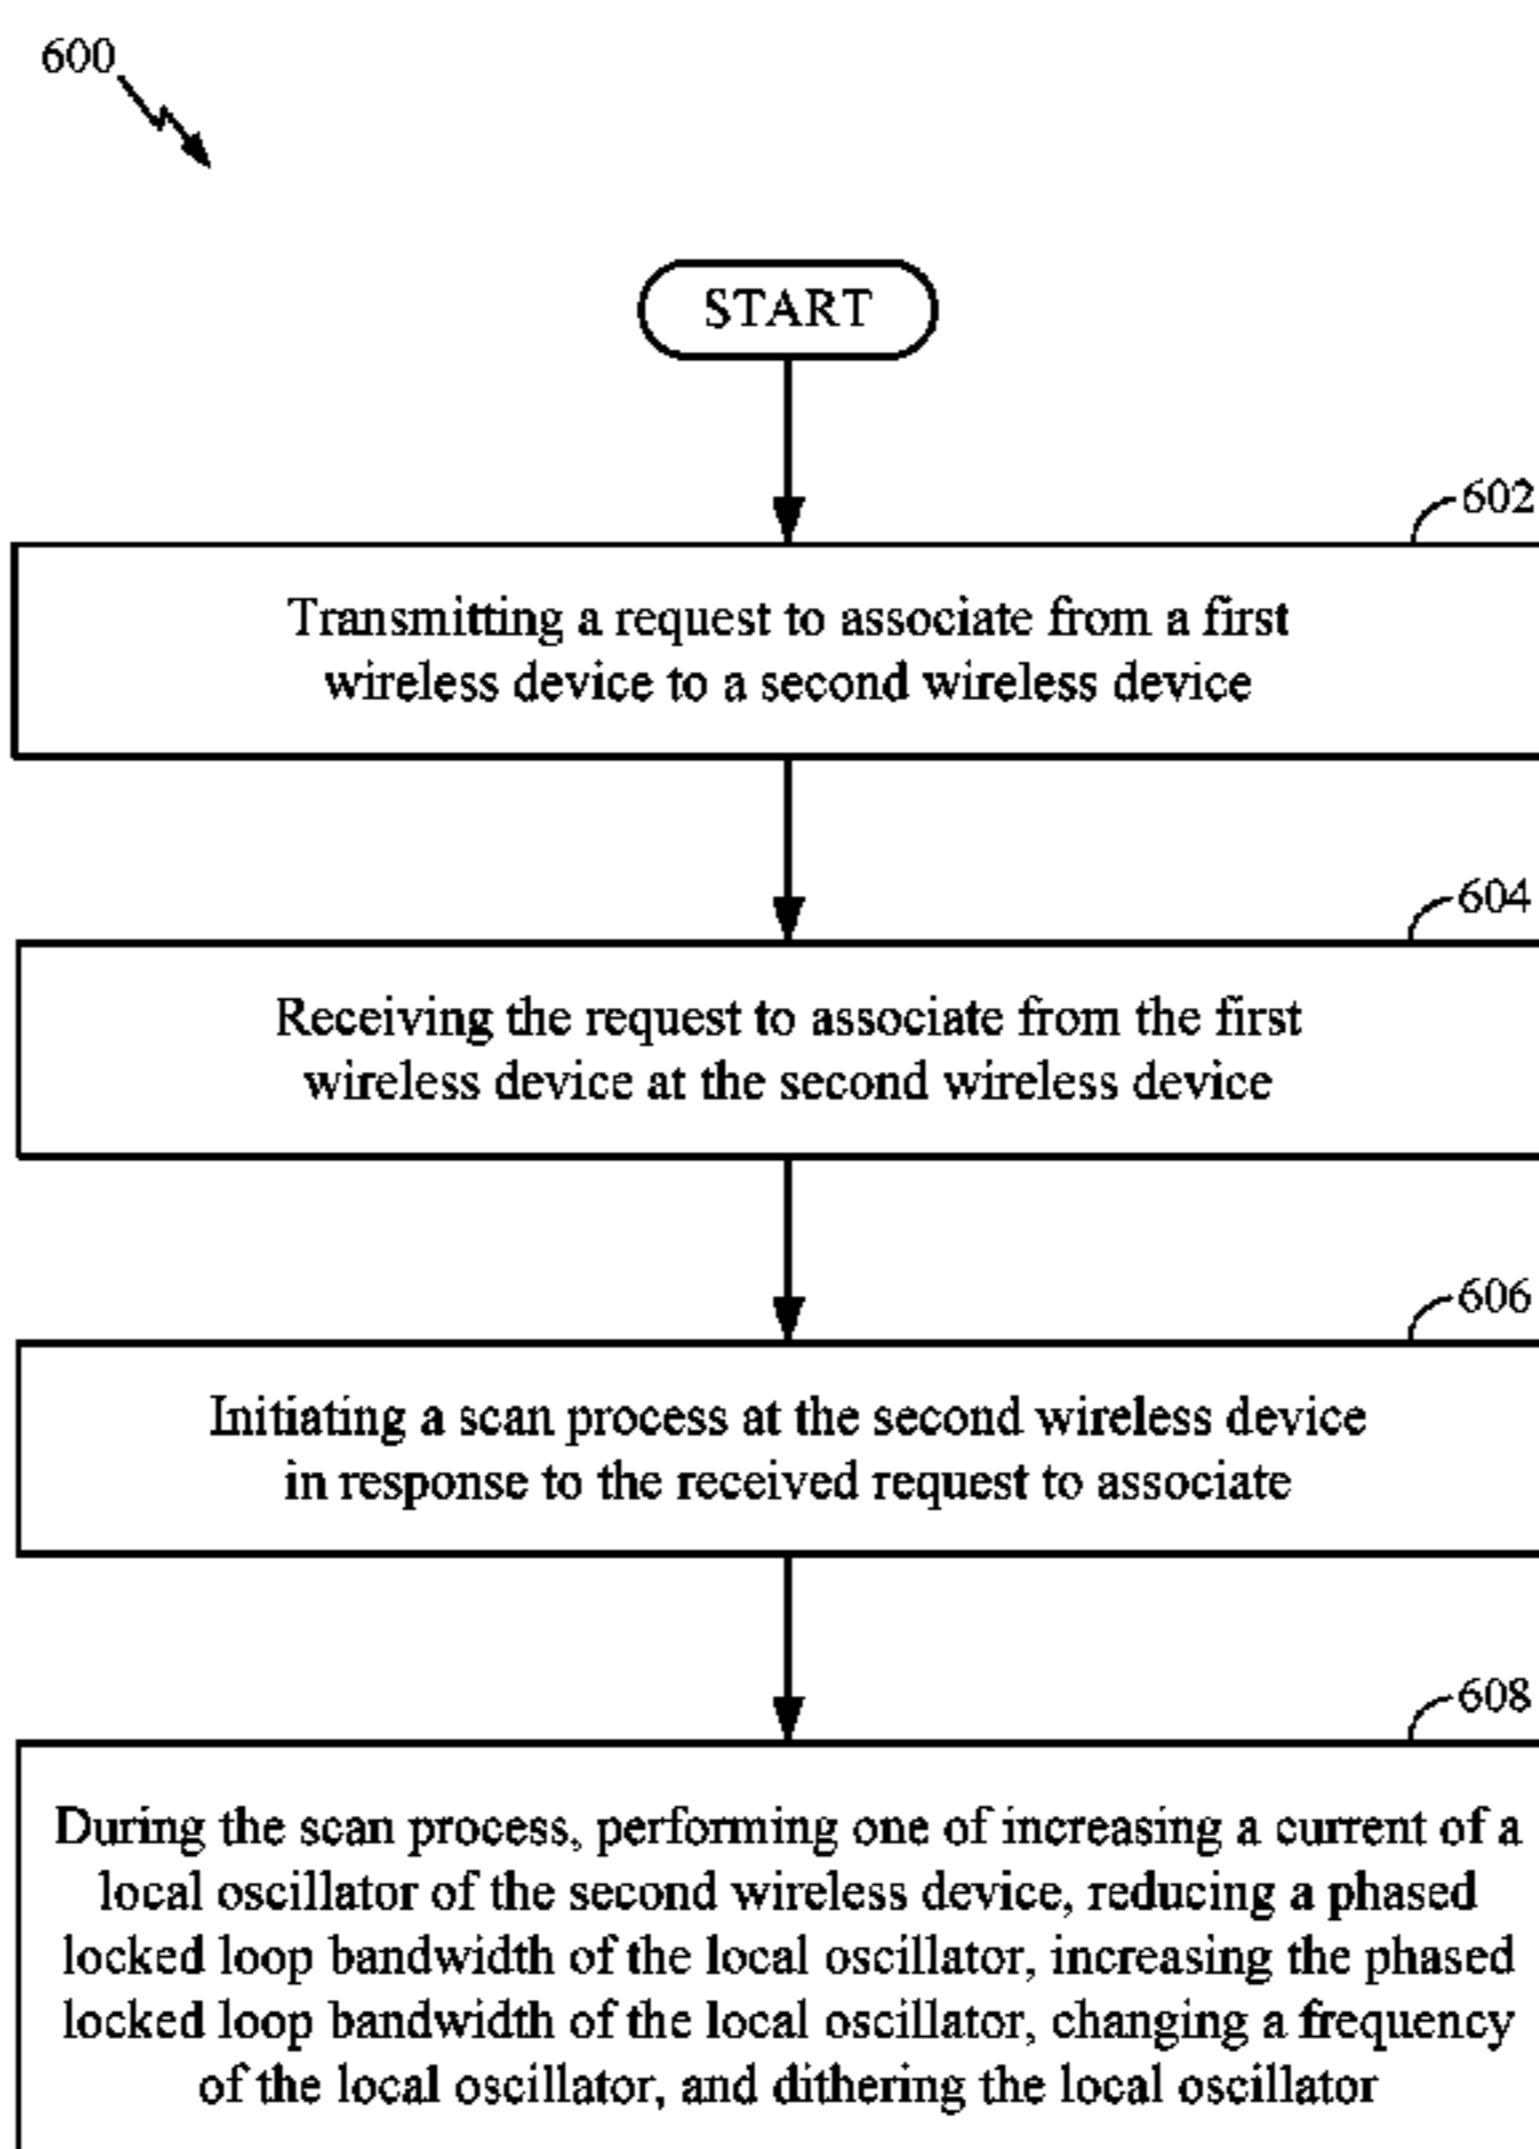 600
START
602
Transmitting a request to associate from a first
wireless device to a second wireless device
604
Receiving the request to associate from the first
wireless device at the second wireless device
606
Initiating a scan process at the second wireless device
in response to the received request to associate
608
During the scan process, performing one of increasing a current of a
local oscillator of the second wireless device, reducing a phased
locked loop bandwidth of the local oscillator, increasing the phased
locked loop bandwidth of the local oscillator, changing a frequency
of the local oscillator, and dithering the local oscillator